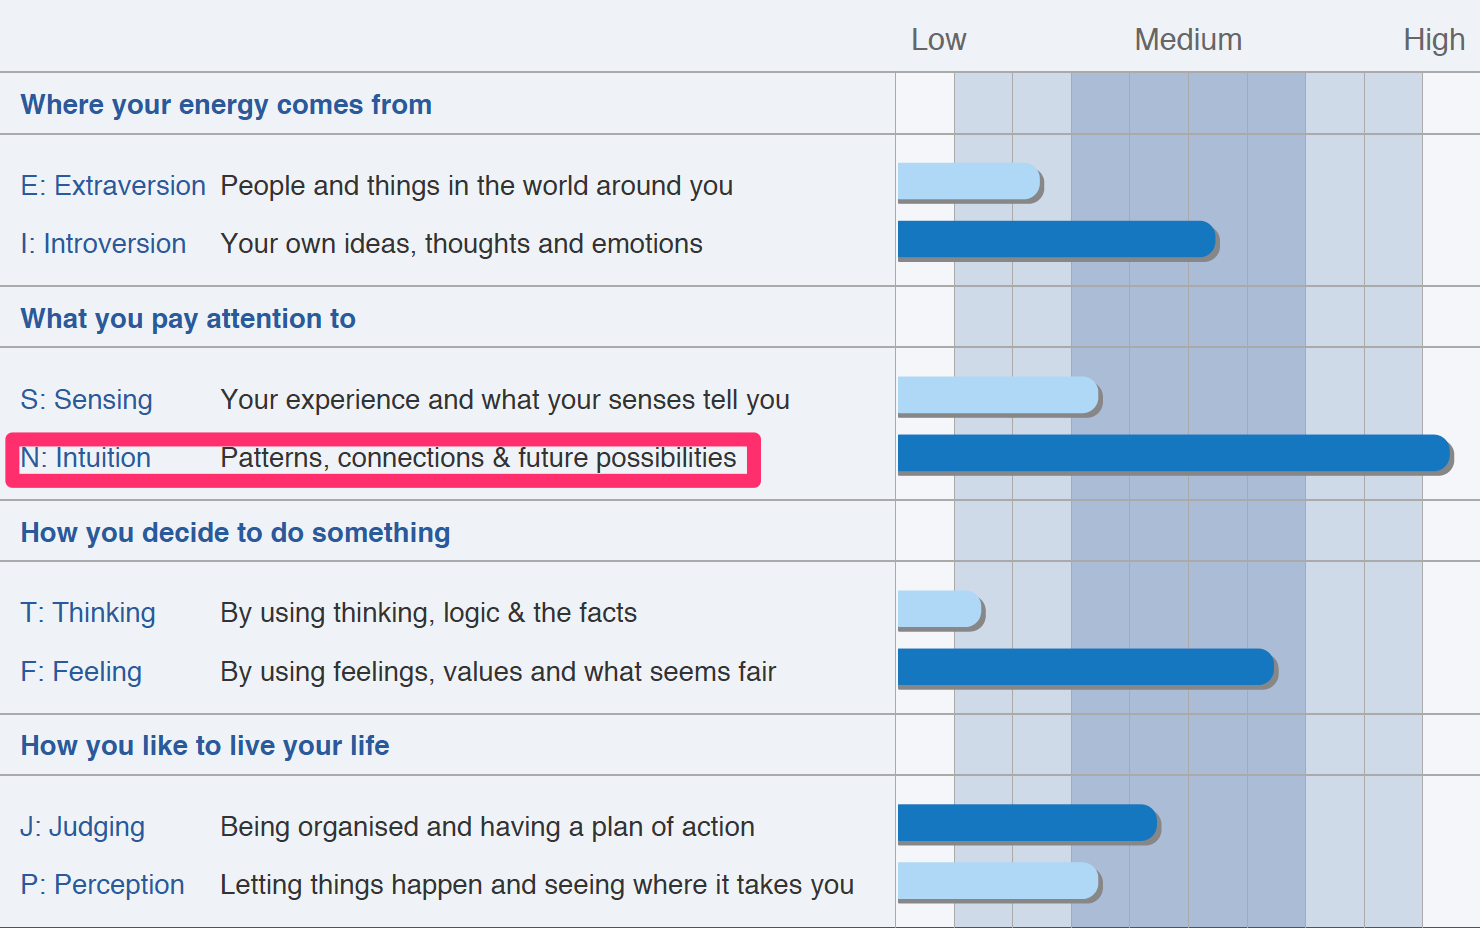 Low Medium High
Where your energy comes from
E: Extraversion People and things in the world around you
I: Introversion Your own ideas, thoughts and emotions
What you pay attention to
S: Sensing Your experience and what your senses tell you
N: Intuition Patterns, connections & future possibilities
How you decide to do something
T: Thinking By using thinking, logic & the facts
F: Feeling By using feelings, values and what seems fair
How you like to live your life
J: Judging Being organised and having a plan of action
P: Perception Letting things happen and seeing where it takes you